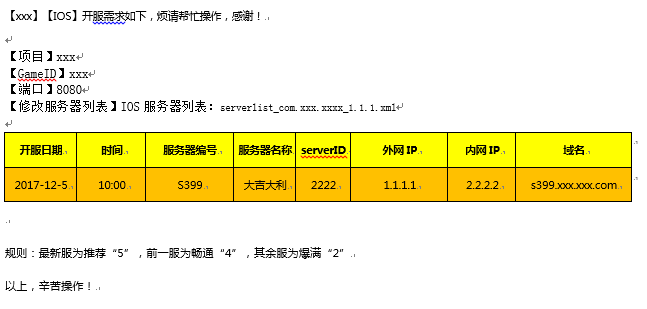 【xxx】【IOS】开服需求如下，烦请帮忙操作，感谢！
【项目】xxx
【GameID】xxx
【端口】8080
【修改服务器列表】IOS 服务器列表：serverlist_com.xxx.xxxx_1.1.1.xml
开服日期 时间 服务器编号 服务器名称 serverID 外网 IP 内网 IP 域名
2017-12-5 10:00 S399 大吉大利 2222 1.1.1.1 2.2.2.2 s399.xxx.xxx.com
规则：最新服为推荐“5”，前一服为畅通“4”，其余服为爆满“2”
以上，辛苦操作！